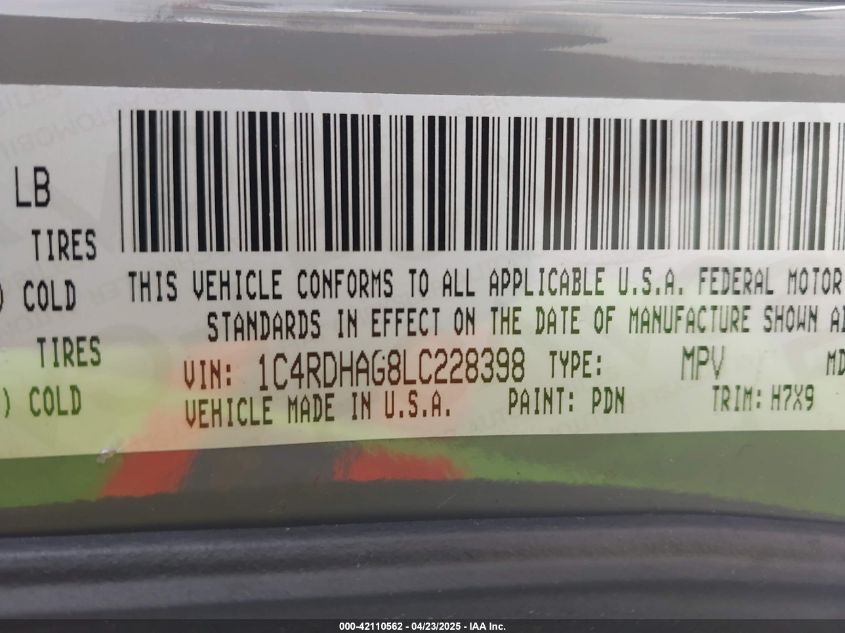 LB
TIRES
) COLD
TIRES
) COLD
THIS VEHICLE CONFORMS TO ALL APPLICABLE U.S.A. FEDERAL MOTOR
STANDARDS IN EFFECT ON THE DATE OF MANUFACTURE SHOWN
VIN: 1C4RDHAG8LC228398 TYPE: MPV MD
VEHICLE MADE IN U.S.A. PAINT: PDN TRIM: H7X9
000-42110562 - 04/23/2025 - IAA Inc.